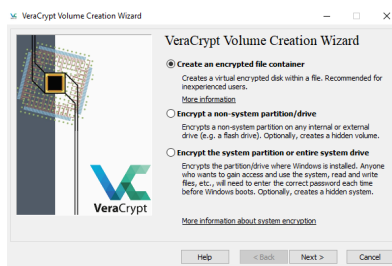 VeraCrypt Volume Creation Wizard
VeraCrypt Volume Creation Wizard
Create an encrypted file container
Creates a virtual encrypted disk within a file. Recommended for
inexperienced users.
More information
Encrypt a non-system partition/drive
Encrypts a non-system partition on any internal or external
drive (e.g. a flash drive). Optionally, creates a hidden volume.
Encrypt the system partition or entire system drive
Encrypts the partition/drive where Windows is installed. Anyone
who wants to gain access and use the system, read and write
files, etc., will need to enter the correct password each time
before Windows boots. Optionally, creates a hidden system.
VeraCrypt
More information about system encryption
Help
< Back
Next >
Cancel